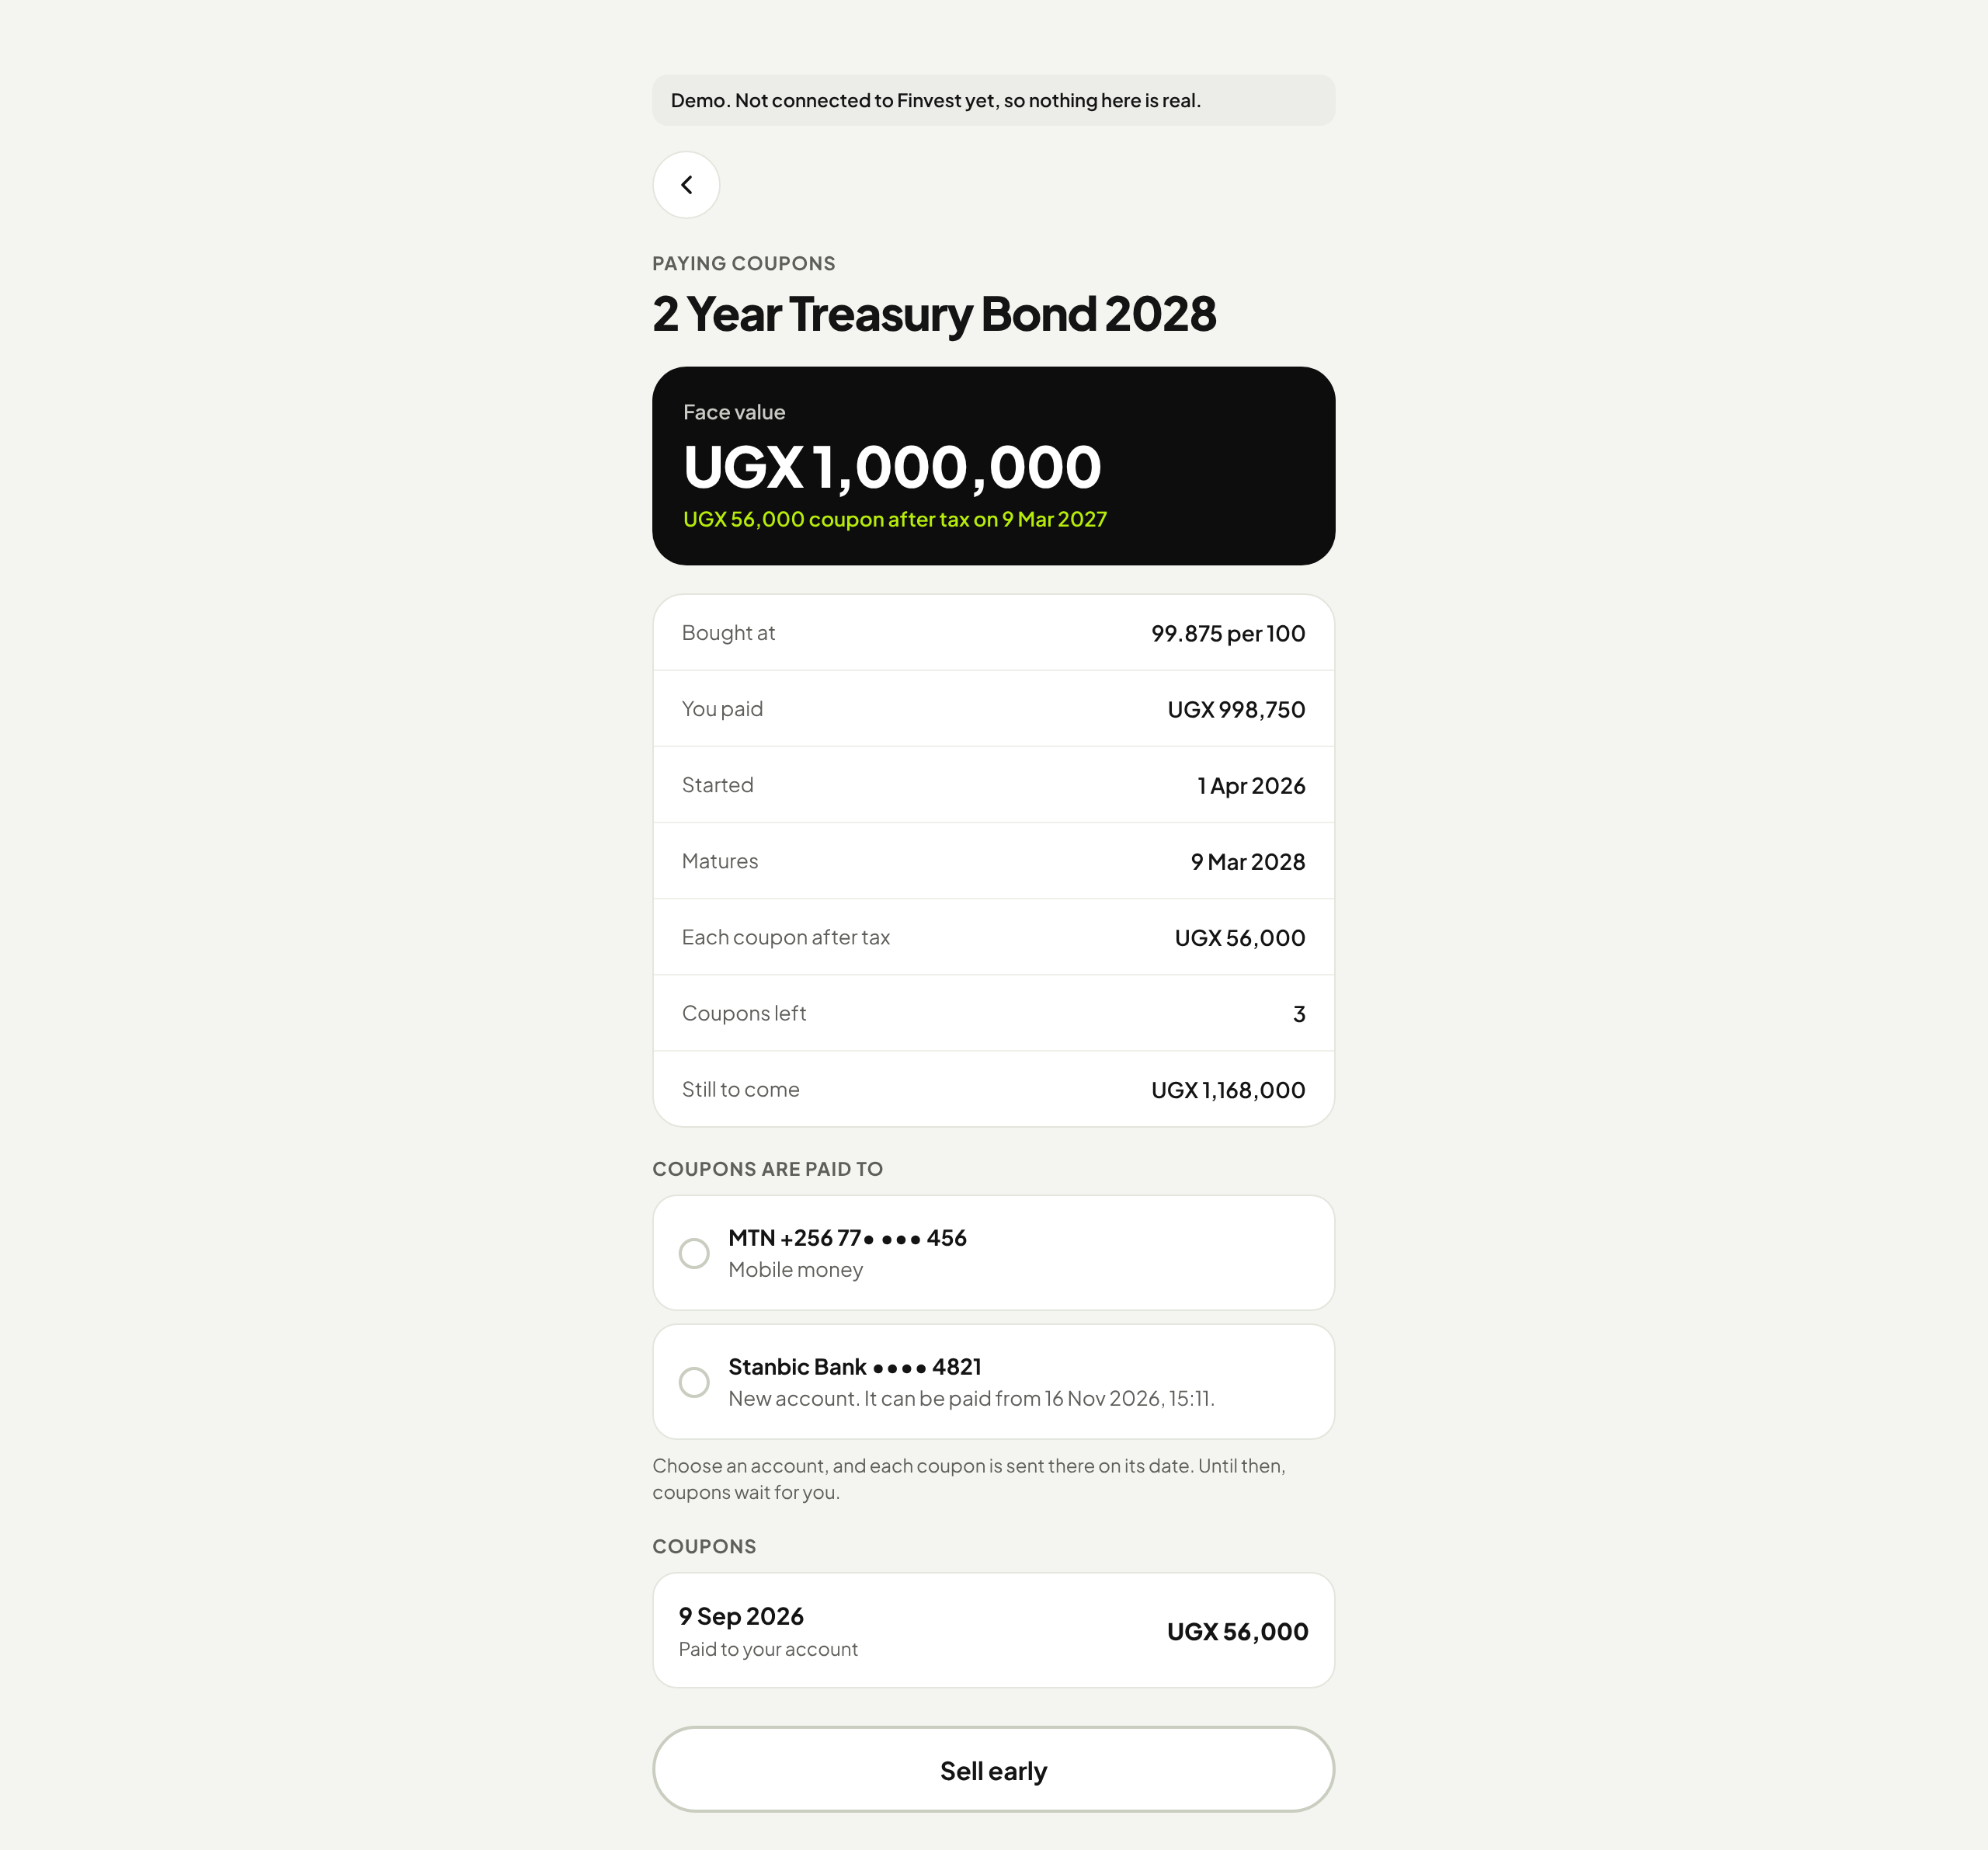 Demo. Not connected to Finvest yet, so nothing here is real.
PAYING COUPONS
2 Year Treasury Bond 2028
Face value
UGX 1,000,000
UGX 56,000 coupon after tax on 9 Mar 2027
Bought at 99.875 per 100
You paid UGX 998,750
Started 1 Apr 2026
Matures 9 Mar 2028
Each coupon after tax UGX 56,000
Coupons left 3
Still to come UGX 1,168,000
COUPONS ARE PAID TO
MTN +256 77• ••• 456
Mobile money
Stanbic Bank •••• 4821
New account. It can be paid from 16 Nov 2026, 15:11.
Choose an account, and each coupon is sent there on its date. Until then,
coupons wait for you.
COUPONS
9 Sep 2026
Paid to your account
UGX 56,000
Sell early